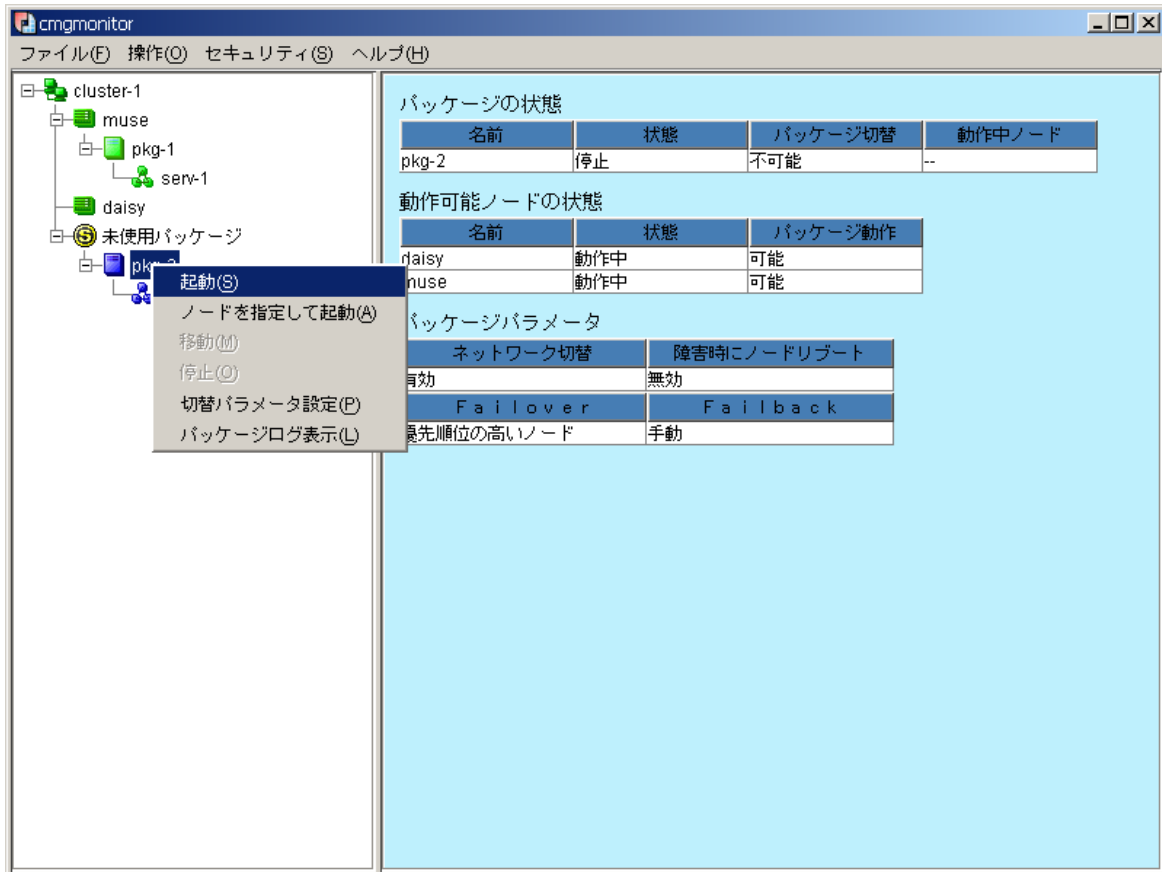 cmgmonitor
ファイル(F) 操作(O) セキュリティ(S) ヘルプ(H)
cluster-1
muse
pkg-1
serv-1
daisy
未使用パッケージ
起動(S)
ノードを指定して起動(A)
移動(M)
停止(O)
切替パラメータ設定(P)
パッケージログ表示(L)
パッケージの状態
名前 状態 パッケージ切替 動作中ノード
pkg-2 停止 不可能 --
動作可能ノードの状態
名前 状態 パッケージ動作
daisy 動作中 可能
muse 動作中 可能
パッケージパラメータ
ネットワーク切替 障害時にノードリブート
有効 無効
Failover Failback
優先順位の高いノード 手動